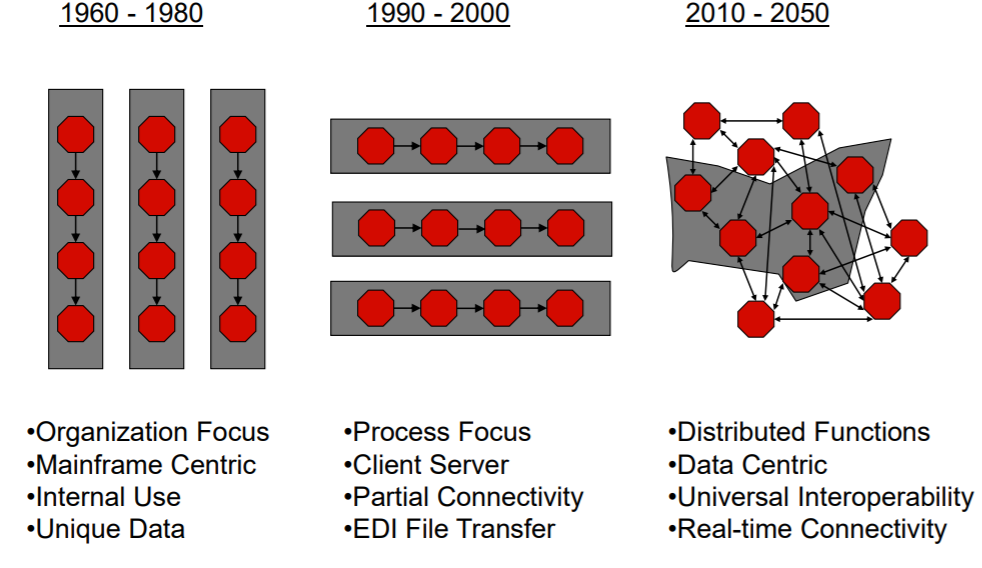 1960 - 1980
1990 - 2000
2010 - 2050
•Organization Focus
•Mainframe Centric
•Internal Use
•Unique Data
•Process Focus
•Client Server
•Partial Connectivity
•EDI File Transfer
•Distributed Functions
•Data Centric
•Universal Interoperability
•Real-time Connectivity